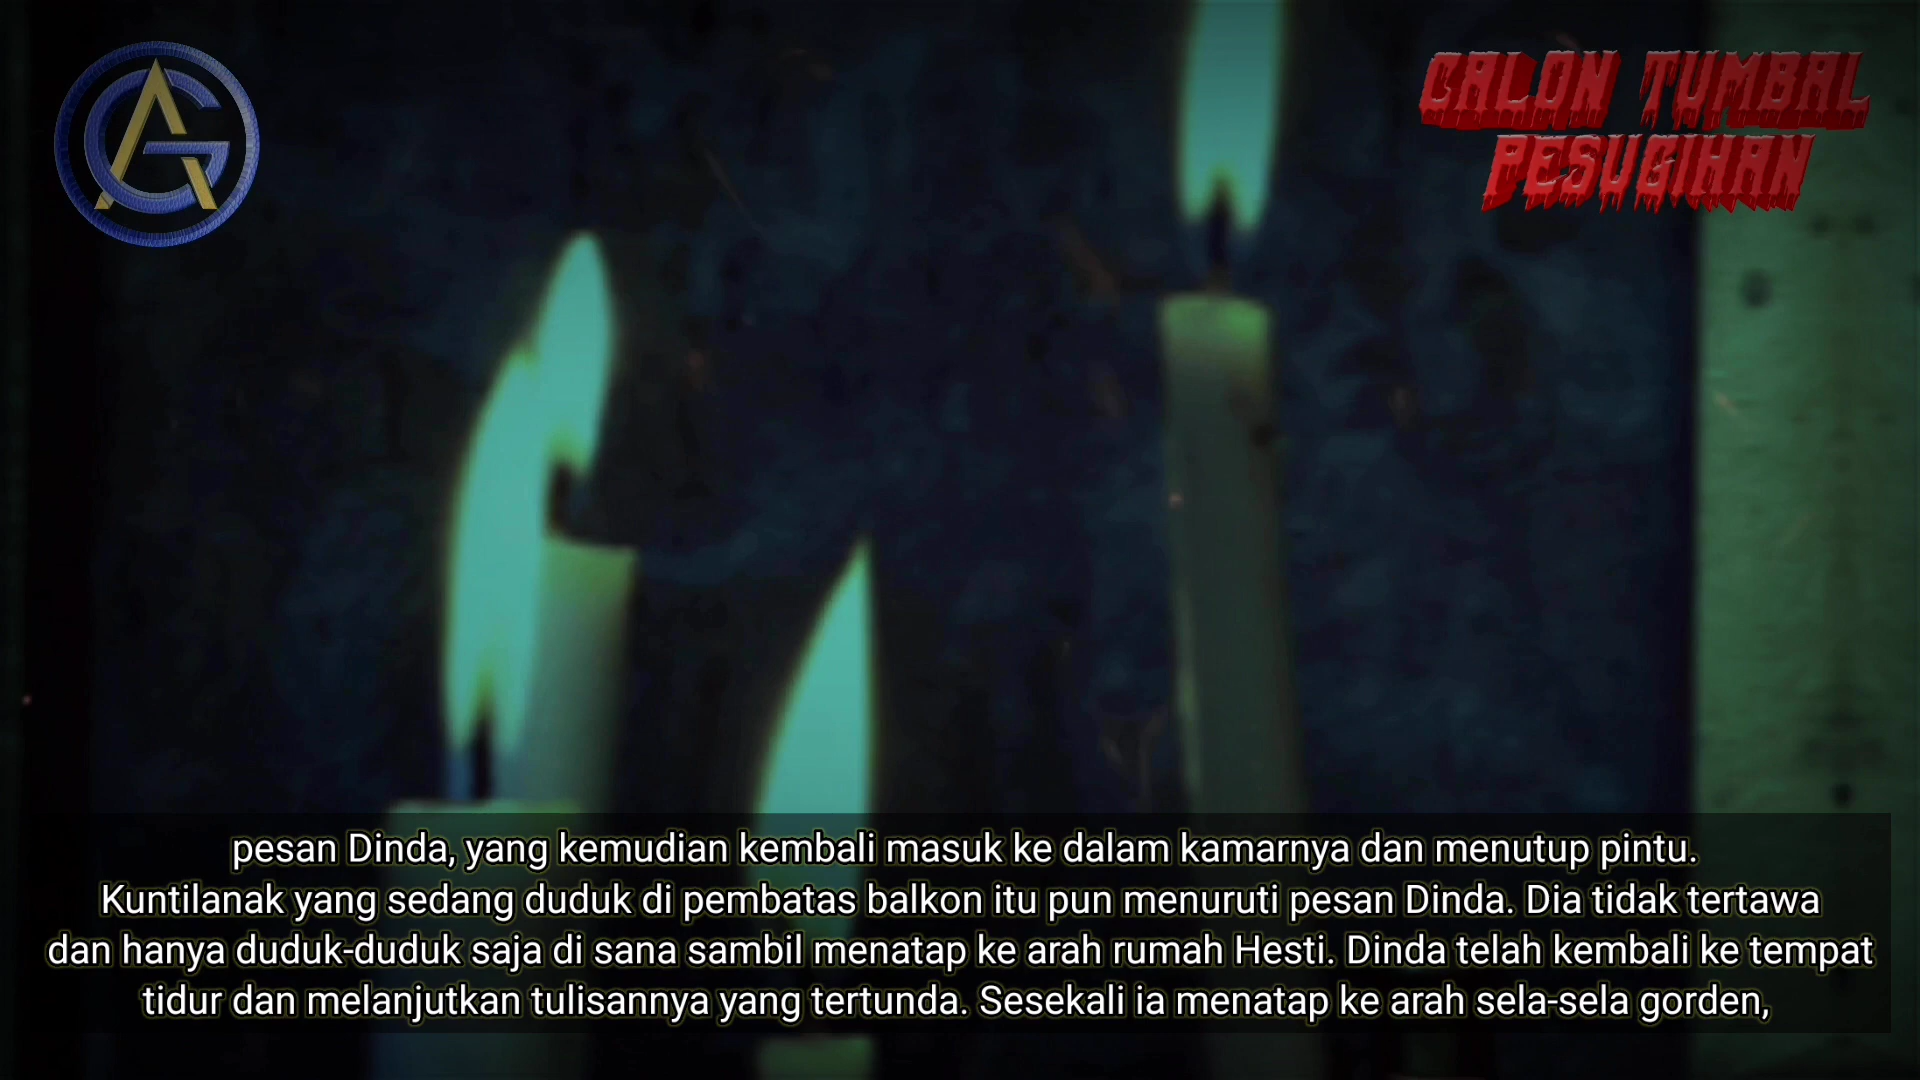 CALON TUMBAL
PESUGIHAN
pesan Dinda, yang kemudian kembali masuk ke dalam kamarnya dan menutup pintu.
Kuntilanak yang sedang duduk di pembatas balkon itu pun menuruti pesan Dinda. Dia tidak tertawa
dan hanya duduk-duduk saja di sana sambil menatap ke arah rumah Hesti. Dinda telah kembali ke tempat
tidur dan melanjutkan tulisannya yang tertunda. Sesekali ia menatap ke arah sela-sela gorden,